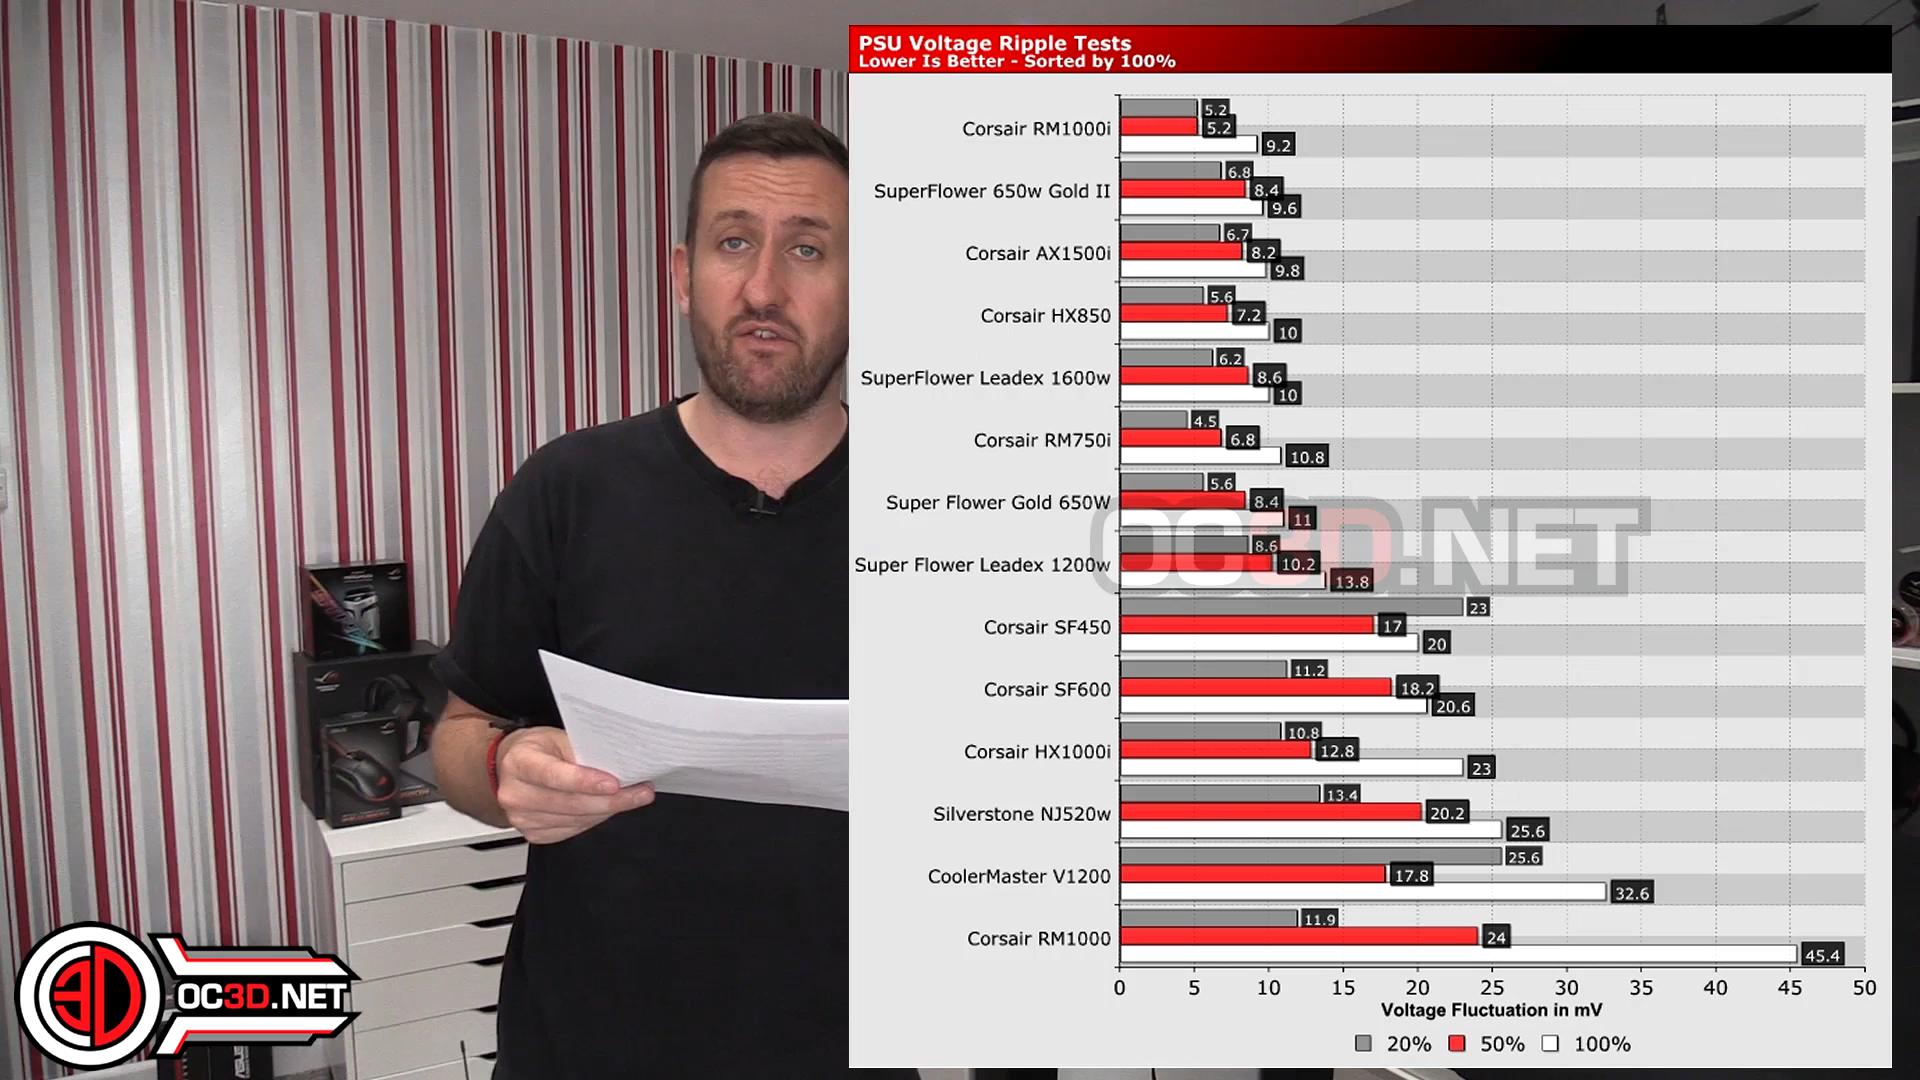 PSU Voltage Ripple Tests
Lower Is Better - Sorted by 100%
Corsair RM1000i
5.2
5.2
9.2
SuperFlower 650w Gold II
6.8
8.4
9.6
Corsair AX1500i
6.7
8.2
9.8
Corsair HX850
5.6
7.2
10
SuperFlower Leadex 1600w
6.2
8.6
10
Corsair RM750i
4.5
6.8
10.8
Super Flower Gold 650W
5.6
8.4
11
Super Flower Leadex 1200w
8.6
10.2
13.8
OC3D.NET
Corsair SF450
23
17
20
Corsair SF600
11.2
18.2
20.6
Corsair HX1000i
10.8
12.8
23
Silverstone NJ520w
13.4
20.2
25.6
CoolerMaster V1200
25.6
17.8
32.6
Corsair RM1000
11.9
24
45.4
0 5 10 15 20 25 30 35 40 45 50
Voltage Fluctuation in mV
20% 50% 100%
3D OC3D.NET
ASUS